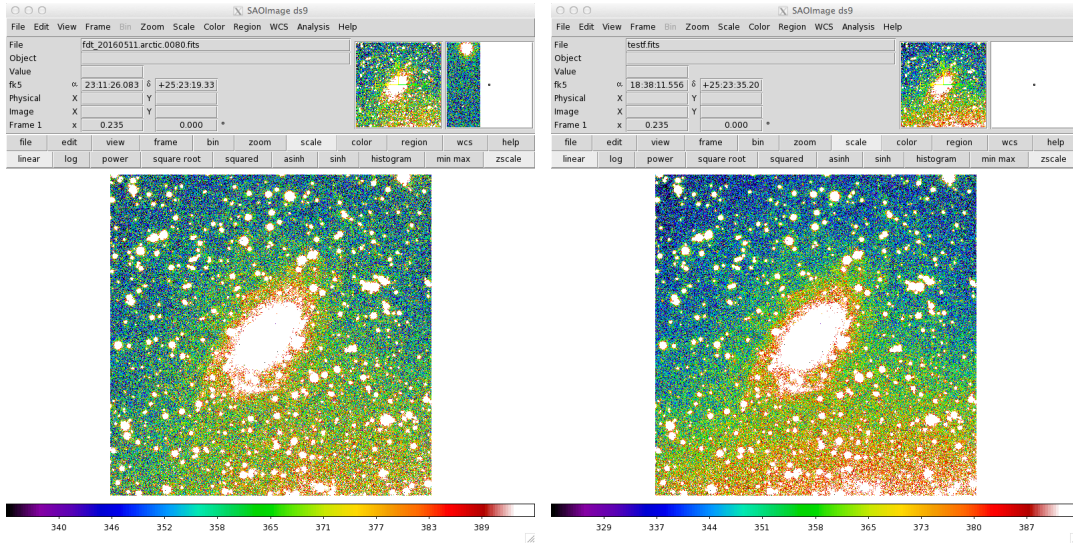 SAOImage ds9
File Edit View Frame Bin Zoom Scale Color Region WCS Analysis Help
File fdt_20160511.arctic.0080.fits
Object
Value
fk5 α 23:11:26.083 δ +25:23:19.33
Physical X Y
Image X Y
Frame 1 x 0.235 0.000 °
file edit view frame bin zoom scale color region wcs help
linear log power square root squared asinh sinh histogram min max zscale
340 346 352 358 365 371 377 383 389
SAOImage ds9
File Edit View Frame Bin Zoom Scale Color Region WCS Analysis Help
File testf.fits
Object
Value
fk5 α 18:38:11.556 δ +25:23:35.20
Physical X Y
Image X Y
Frame 1 x 0.235 0.000 °
file edit view frame bin zoom scale color region wcs help
linear log power square root squared asinh sinh histogram min max zscale
329 337 344 351 358 365 373 380 387